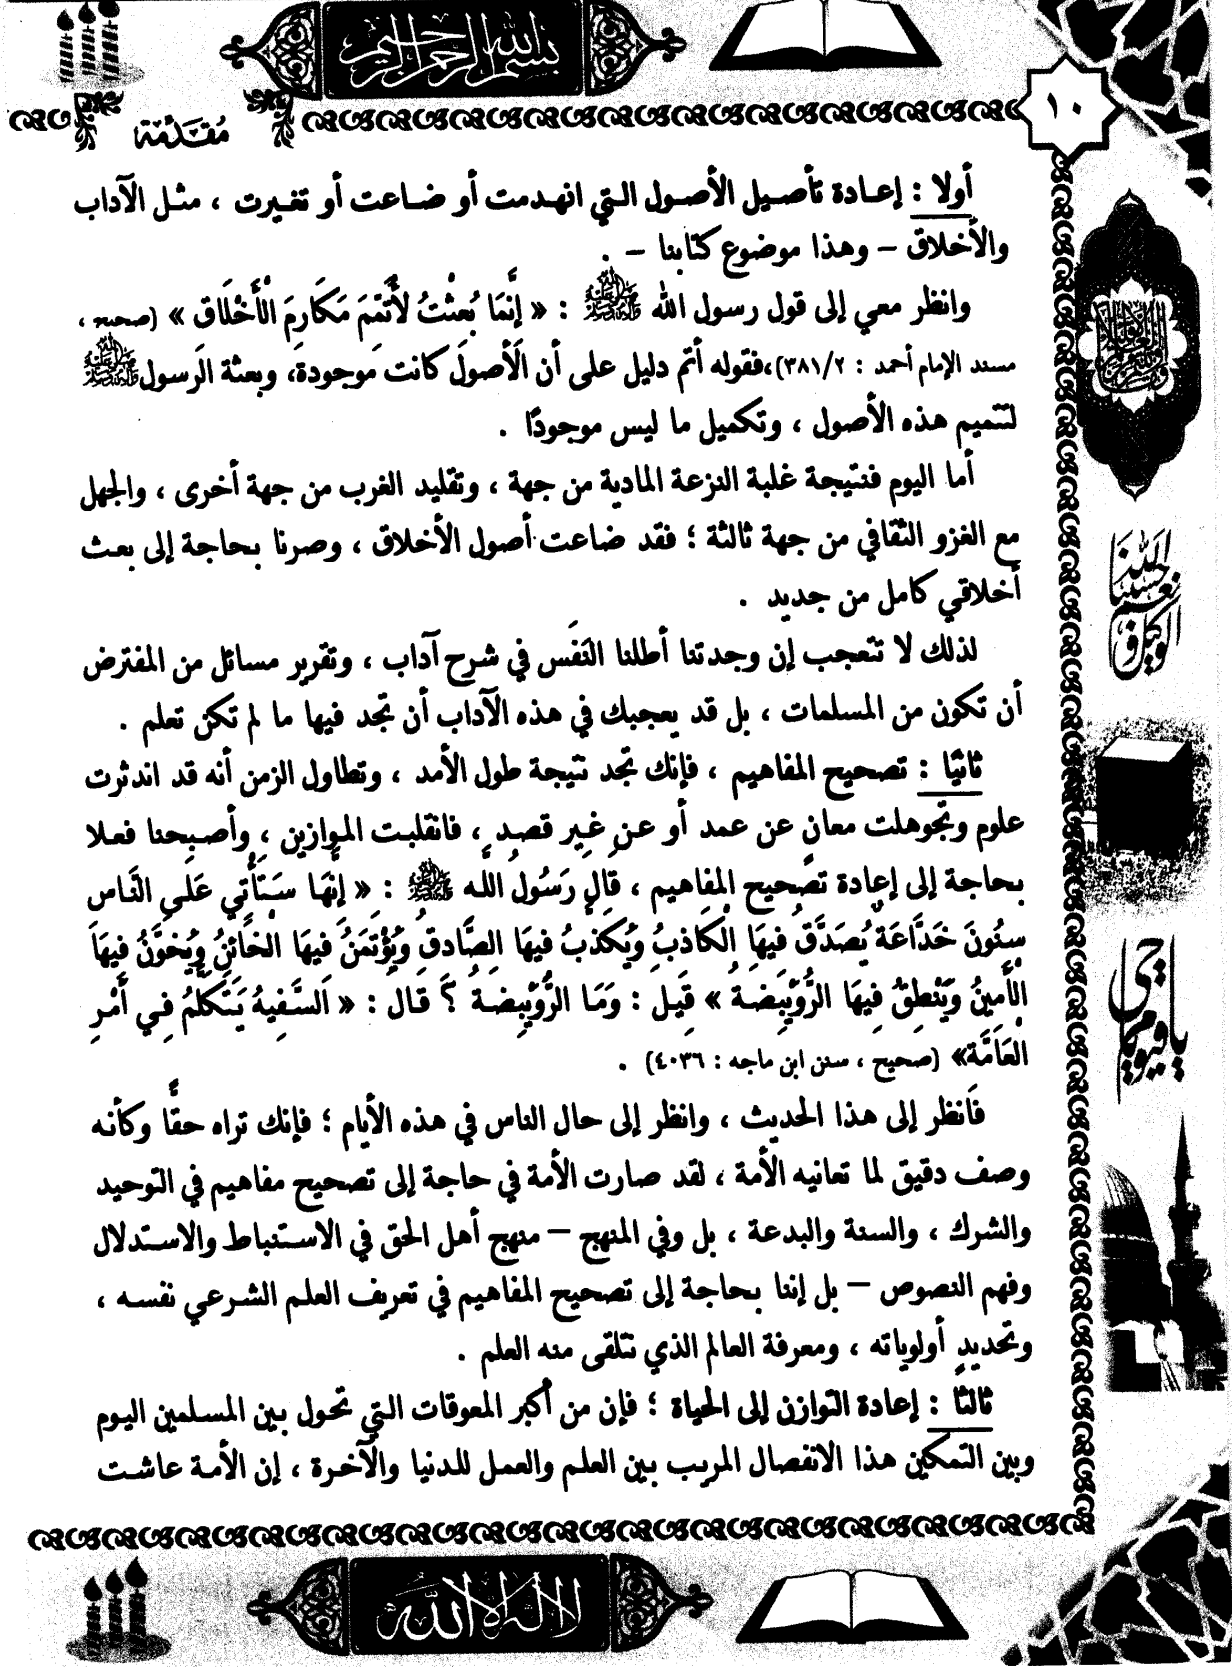 بسم الله الرحمن الرحيم
١٠
مُقَدِّمَة
أولا : إعادة تأصيل الأصول التي انهدمت أو ضاعت أو تغيرت ، مثل الآداب
والأخلاق – وهذا موضوع كتابنا – .
وانظر معي إلى قول رسول الله ﷺ : « إِنَّمَا بُعِثْتُ لأُتَمِّمَ مَكَارِمَ الْأَخْلَاق » (صحيح ،
مسند الإمام أحمد : ٣٨١/٢)،فقوله أتم دليل على أن الأصول كانت موجودة، وبعثة الرسول ﷺ
لتتميم هذه الأصول ، وتكميل ما ليس موجودًا .
أما اليوم فنتيجة غلبة النزعة المادية من جهة ، وتقليد الغرب من جهة أخرى ، والجهل
مع الغزو الثقافي من جهة ثالثة ؛ فقد ضاعت أصول الأخلاق ، وصرنا بحاجة إلى بعث
أخلاقي كامل من جديد .
لذلك لا تتعجب إن وجدتنا أطلنا النَفَس في شرح آداب ، وتقرير مسائل من المفترض
أن تكون من المسلمات ، بل قد يعجبك في هذه الآداب أن تجد فيها ما لم تكن تعلم .
ثانيًا : تصحيح المفاهيم ، فإنك تجد نتيجة طول الأمد ، وتطاول الزمن أنه قد اندثرت
علوم وتجوهلت معانٍ عن عمد أو عن غير قصد ، فانقلبت الموازين ، وأصبحنا فعلا
بحاجة إلى إعادة تصحيح المفاهيم ، قال رَسُول اللَّه ﷺ : « إِنَّهَا سَتَأْتِي عَلَى النَّاس
سِنُونَ خَدَّاعَةٌ يُصَدَّقُ فِيهَا الْكَاذِبُ وَيُكَذَّبُ فِيهَا الصَّادِقُ وَيُؤْتَمَنُ فِيهَا الْخَائِنُ وَيُخَوَّنُ فِيهَا
الْأَمِينُ وَيَنْطِقُ فِيهَا الرُّوَيْبِضَةُ » قِيلَ : وَمَا الرُّوَيْبِضَةُ ؟ قَالَ : « السَّفِيهُ يَتَكَلَّمُ فِي أَمْرِ
الْعَامَّة» (صحيح ، سنن ابن ماجه : ٤٠٣٦) .
فَانظر إلى هذا الحديث ، وانظر إلى حال الناس في هذه الأيام ؛ فإنك تراه حقًّا وكأنه
وصف دقيق لما تعانيه الأمة ، لقد صارت الأمة في حاجة إلى تصحيح مفاهيم في التوحيد
والشرك ، والسنة والبدعة ، بل وفي المنهج – منهج أهل الحق في الاستنباط والاستدلال
وفهم النصوص – بل إننا بحاجة إلى تصحيح المفاهيم في تعريف العلم الشرعي نفسه ،
وتحديد أولوياته ، ومعرفة العالم الذي نتلقى منه العلم .
ثالثًا : إعادة التوازن إلى الحياة ؛ فإن من أكبر المعوقات التي تحول بين المسلمين اليوم
وبين التمكين هذا الانفصال المريب بين العلم والعمل للدنيا والآخرة ، إن الأمة عاشت
حسبنا الله ونعم الوكيل
يا حي يا قيوم
لا إله إلا الله